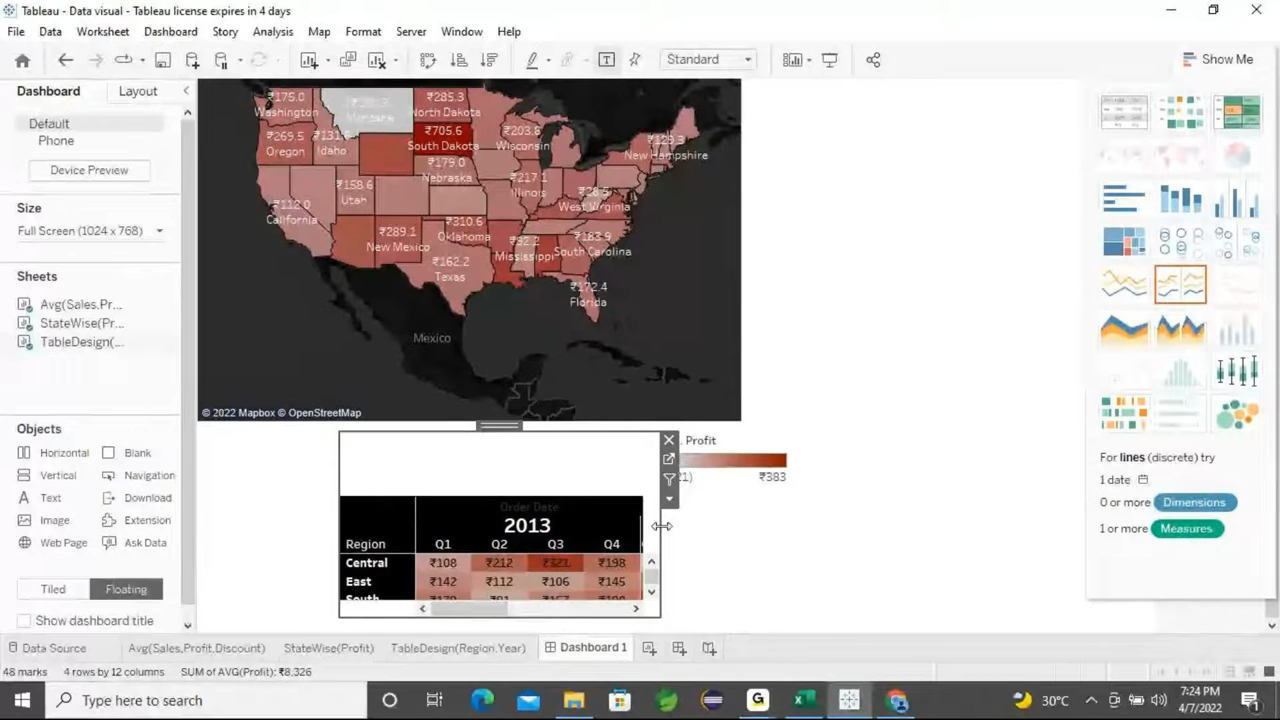 Tableau - Data visual - Tableau license expires in 4 days
File Data Worksheet Dashboard Story Analysis Map Format Server Window Help
Standard
Show Me
Dashboard Layout
Default
Phone
Device Preview
Size
Full Screen (1024 x 768)
Sheets
Avg(Sales,Pr...
StateWise(Pr...
TableDesign(...
Objects
Horizontal Blank
Vertical Navigation
Text Download
Image Extension
Web Page Ask Data
Tiled Floating
Show dashboard title
₹175.0
Washington
₹285.3
North Dakota
₹269.5
Oregon
Idaho
₹705.6
South Dakota
₹203.8
Wisconsin
₹129.3
New Hampshire
₹179.0
Nebraska
₹158.6
Utah
₹217.1
Illinois
West Virginia
₹112.0
California
₹289.1
New Mexico
₹310.6
Oklahoma
Mississippi
₹183.9
South Carolina
₹162.2
Texas
₹172.4
Florida
Mexico
© 2022 Mapbox © OpenStreetMap
. Profit
21) ₹383
Order Date
2013
Region Q1 Q2 Q3 Q4
Central ₹108 ₹212 ₹321 ₹198
East ₹142 ₹112 ₹106 ₹145
South
For lines (discrete) try
1 date
0 or more Dimensions
1 or more Measures
Data Source Avg(Sales,Profit,Discount) StateWise(Profit) TableDesign(Region.Year) Dashboard 1
48 marks 4 rows by 12 columns SUM of AVG(Profit): ₹8,326
Type here to search
30°C
7:24 PM
4/7/2022